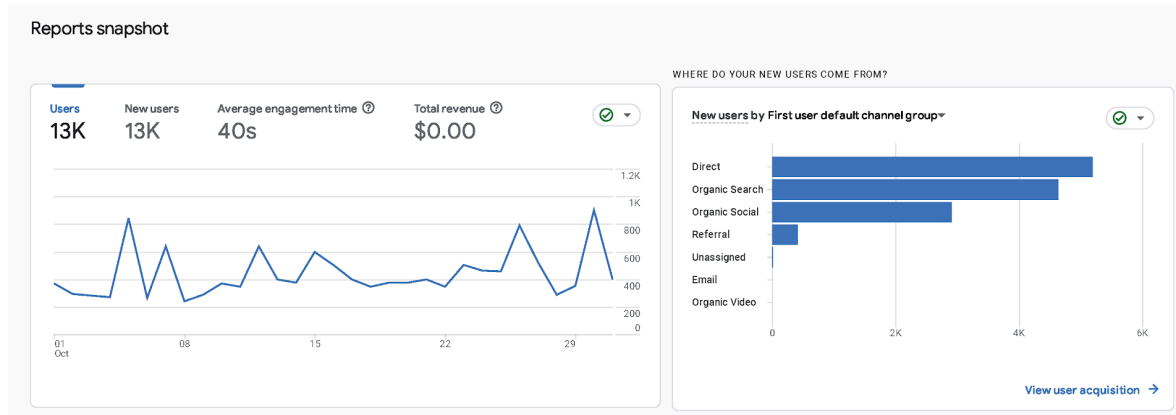 Reports snapshot
Users
13K
New users
13K
Average engagement time
40s
Total revenue
$0.00
1.2K
1K
800
600
400
200
0
01
Oct
08
15
22
29
WHERE DO YOUR NEW USERS COME FROM?
New users by First user default channel group
Direct
Organic Search
Organic Social
Referral
Unassigned
Email
Organic Video
0
2K
4K
6K
View user acquisition